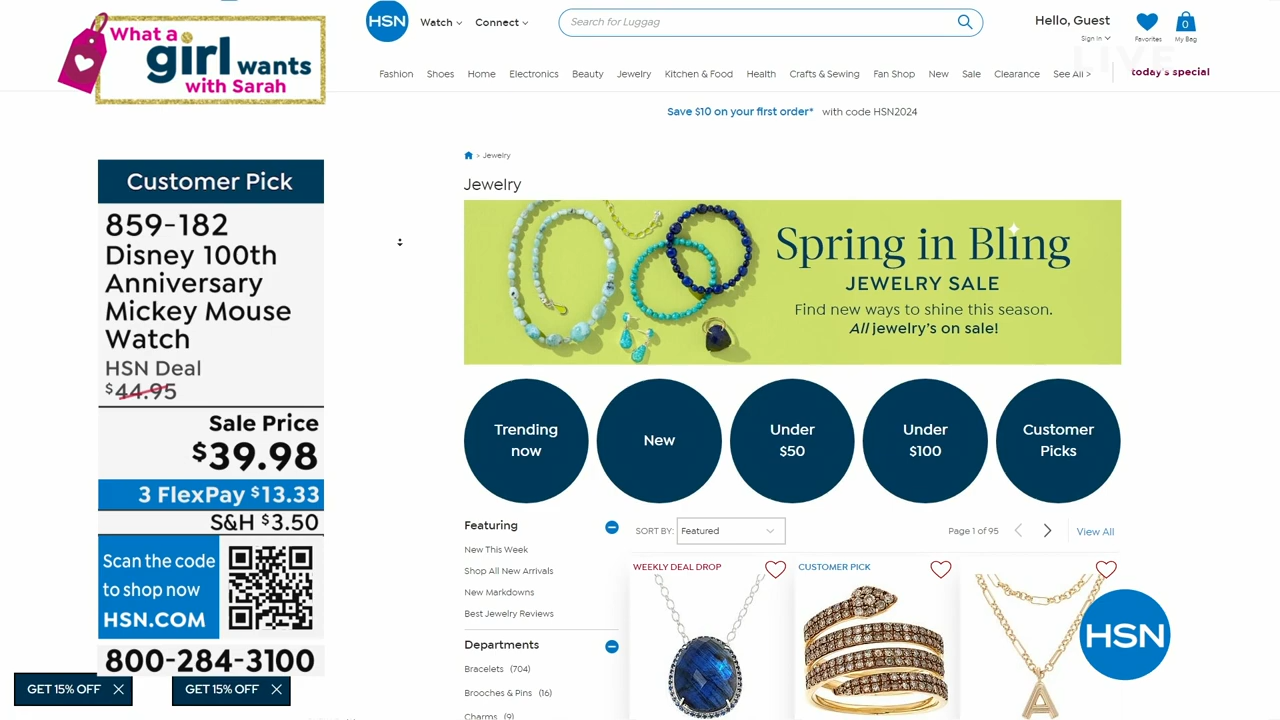 What a
girl wants
with Sarah
HSN
Watch
Connect
Search for Luggag
Hello, Guest
Sign In
Favorites
0
My Bag
LIVE
Fashion Shoes Home Electronics Beauty Jewelry Kitchen & Food Health Crafts & Sewing Fan Shop New Sale Clearance See All >
today's special
Save $10 on your first order* with code HSN2024
> Jewelry
Jewelry
Spring in Bling
JEWELRY SALE
Find new ways to shine this season.
All jewelry's on sale!
Customer Pick
859-182
Disney 100th
Anniversary
Mickey Mouse
Watch
HSN Deal
$44.95
Sale Price
$39.98
3 FlexPay $13.33
S&H $3.50
Scan the code
to shop now
HSN.COM
800-284-3100
GET 15% OFF
GET 15% OFF
Trending
now
New
Under
$50
Under
$100
Customer
Picks
Featuring
New This Week
Shop All New Arrivals
New Markdowns
Best Jewelry Reviews
Departments
Bracelets (704)
Brooches & Pins (16)
Charms (9)
SORT BY: Featured
Page 1 of 95
View All
WEEKLY DEAL DROP
CUSTOMER PICK
A
HSN